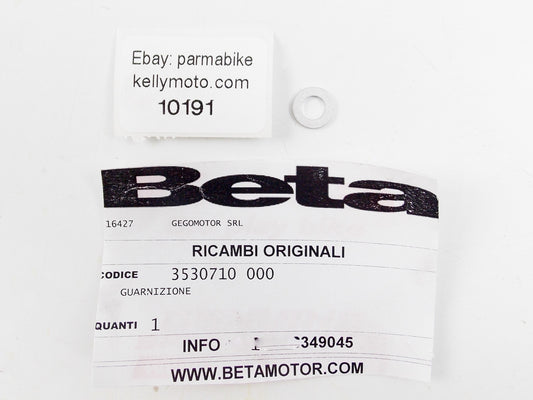 Ebay: parmabike
kellymoto.com
10191
Beta
16427 GEGOMOTOR SRL
RICAMBI ORIGINALI
CODICE 3530710 000
GUARNIZIONE
QUANTI 1
INFO
WWW.BETAMOTOR.COM